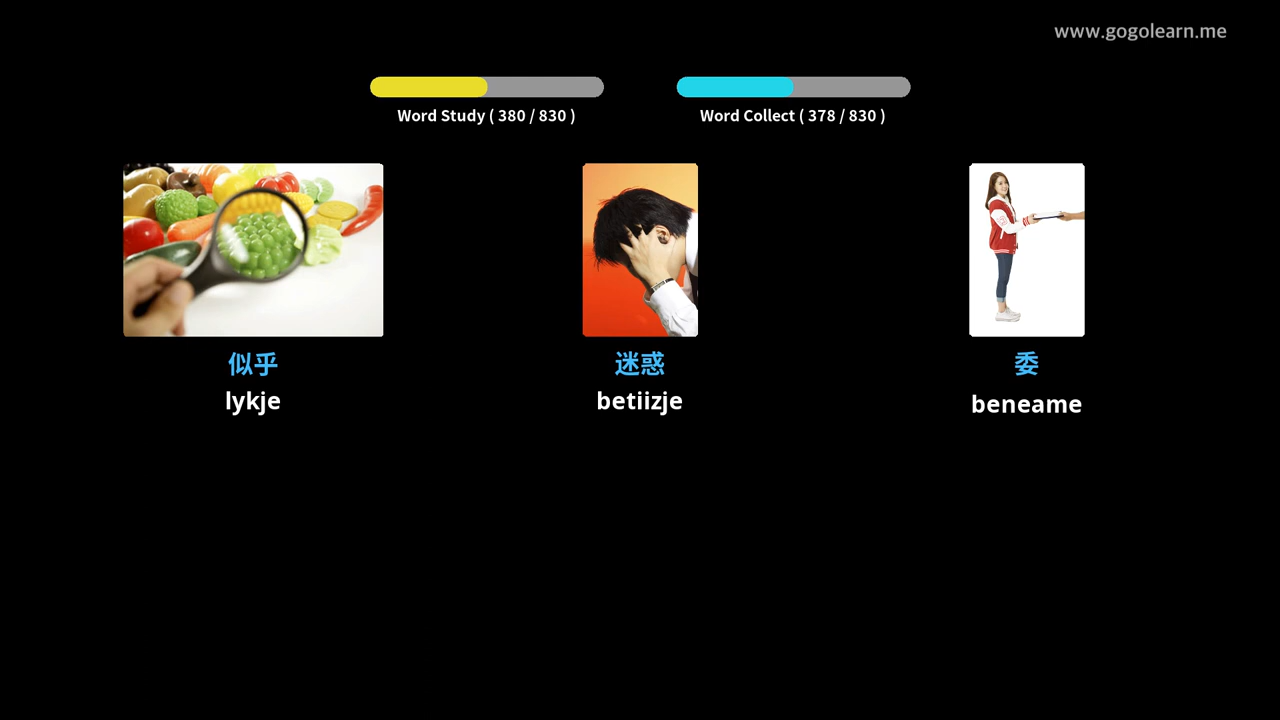 www.gogolearn.me
Word Study ( 380 / 830 )
Word Collect ( 378 / 830 )
似乎
lykje
迷惑
betiizje
委
beneame